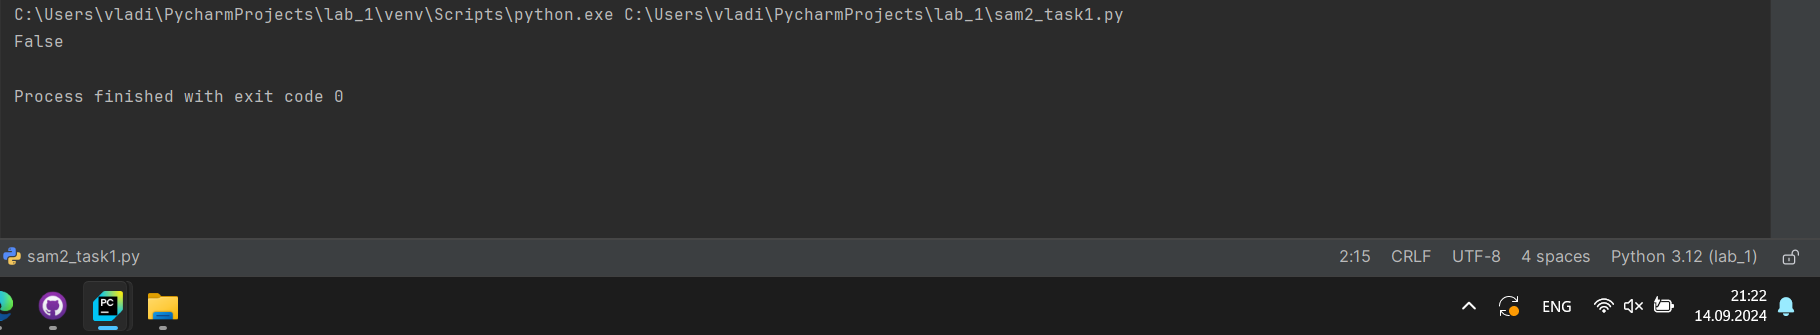 C:\Users\vladi\PycharmProjects\lab_1\venv\Scripts\python.exe C:\Users\vladi\PycharmProjects\lab_1\sam2_task1.py
False
Process finished with exit code 0
sam2_task1.py 2:15 CRLF UTF-8 4 spaces Python 3.12 (lab_1)
PC ENG 21:22
14.09.2024